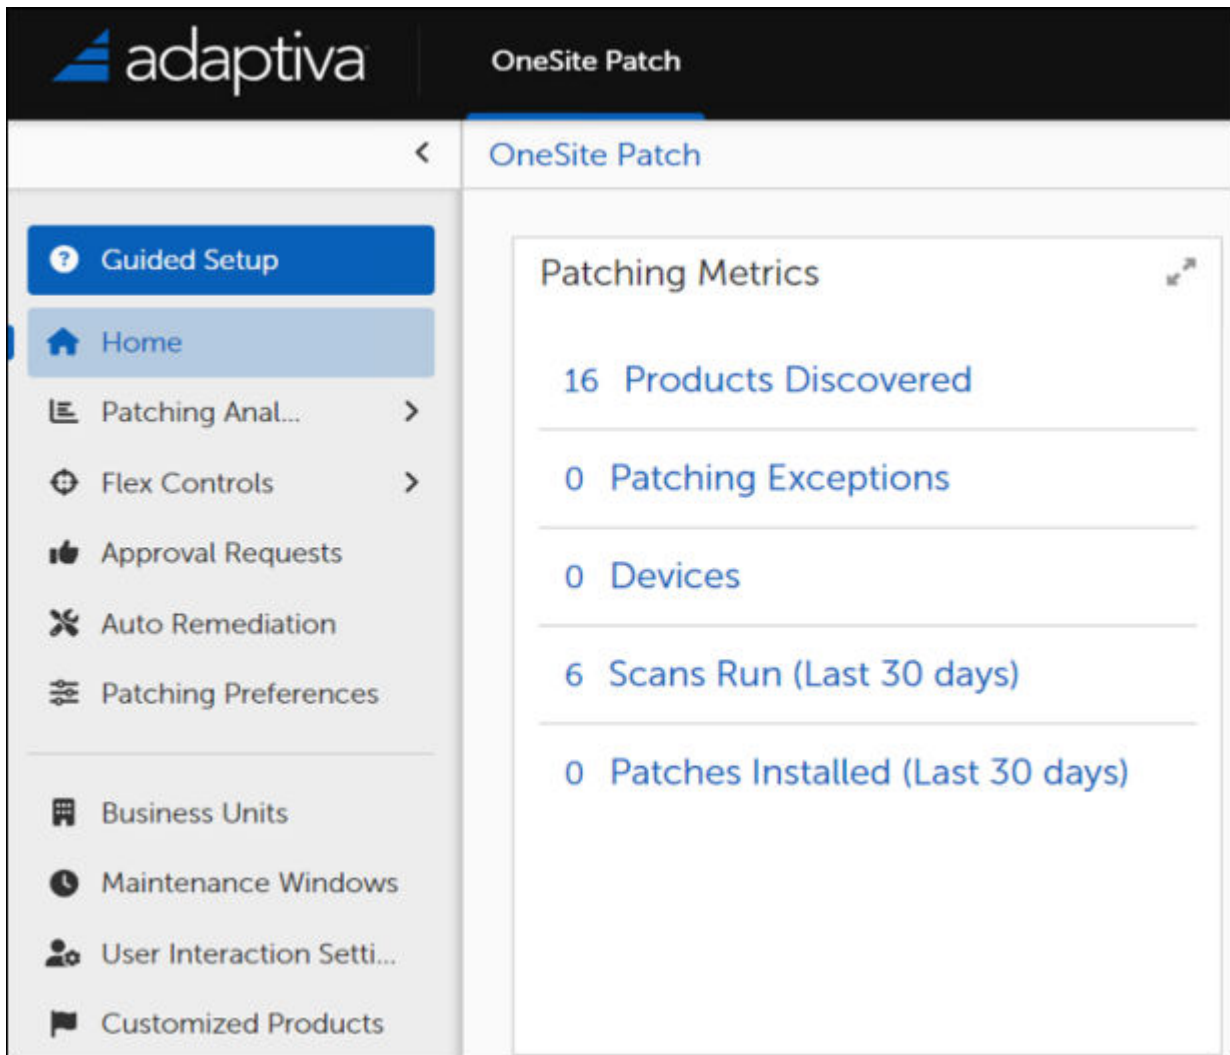 adaptiva
OneSite Patch
OneSite Patch
Guided Setup
Home
Patching Anal...
Flex Controls
Approval Requests
Auto Remediation
Patching Preferences
Business Units
Maintenance Windows
User Interaction Setti...
Customized Products
Patching Metrics
16 Products Discovered
0 Patching Exceptions
0 Devices
6 Scans Run (Last 30 days)
0 Patches Installed (Last 30 days)